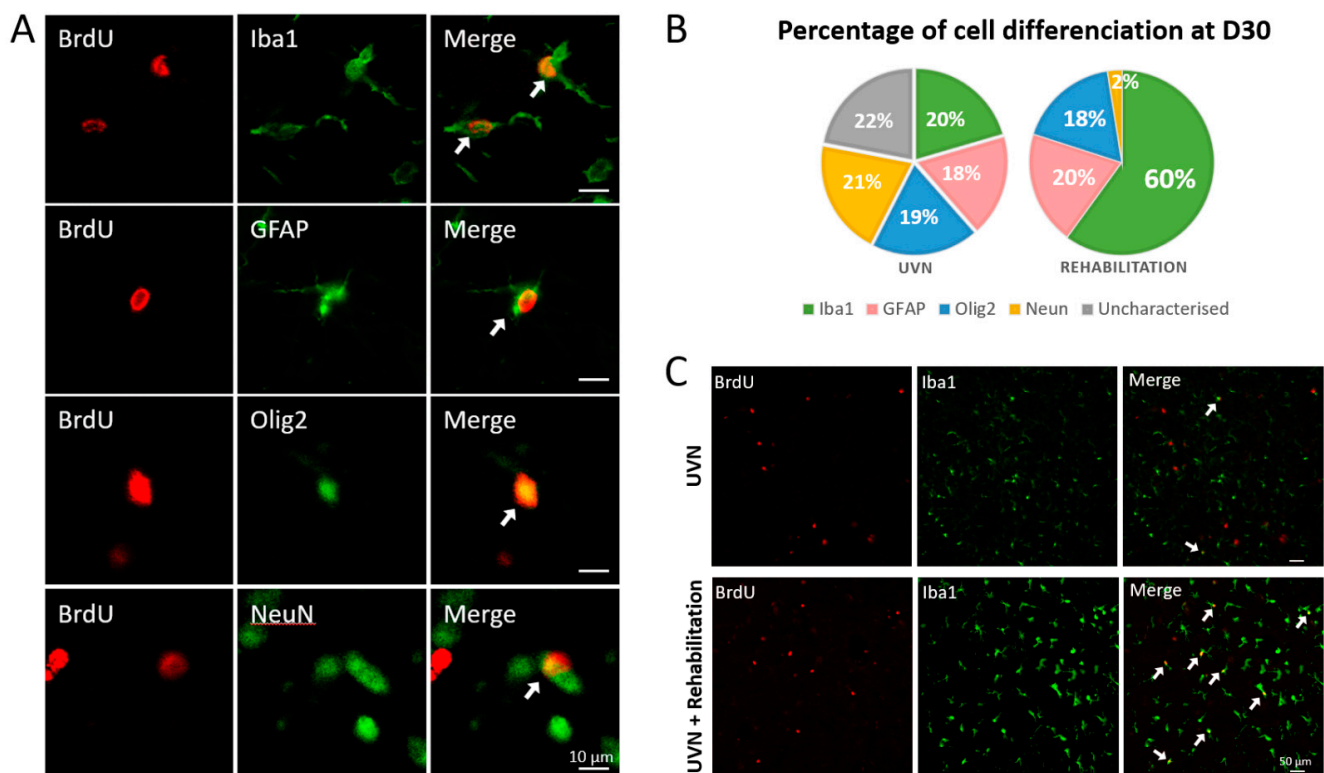 A
BrdU
Iba1
Merge
BrdU
GFAP
Merge
BrdU
Olig2
Merge
BrdU
NeuN
Merge
10 µm
B
Percentage of cell differenciation at D30
22%
20%
21%
18%
19%
UVN
2%
18%
20%
60%
REHABILITATION
Iba1 GFAP Olig2 Neun Uncharacterised
C
UVN
BrdU
Iba1
Merge
UVN + Rehabilitation
BrdU
Iba1
Merge
50 µm